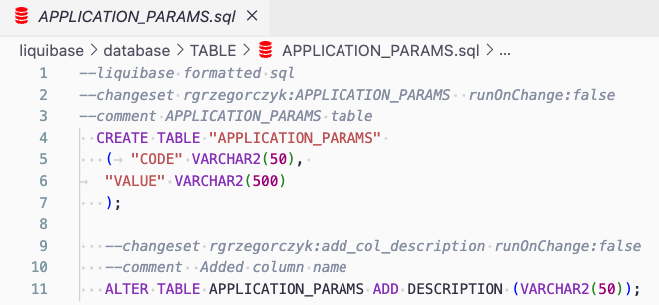 APPLICATION_PARAMS.sql ×
liquibase > database > TABLE > APPLICATION_PARAMS.sql > ...
1 --liquibase formatted sql
2 --changeset rgrzegorczyk:APPLICATION_PARAMS  runOnChange:false
3 --comment APPLICATION_PARAMS table
4   CREATE TABLE "APPLICATION_PARAMS"
5    ( → "CODE" VARCHAR2(50),
6 → "VALUE" VARCHAR2(500)
7    );
8
9    --changeset rgrzegorczyk:add_col_description runOnChange:false
10    --comment  Added column name
11    ALTER TABLE APPLICATION_PARAMS ADD DESCRIPTION (VARCHAR2(50));